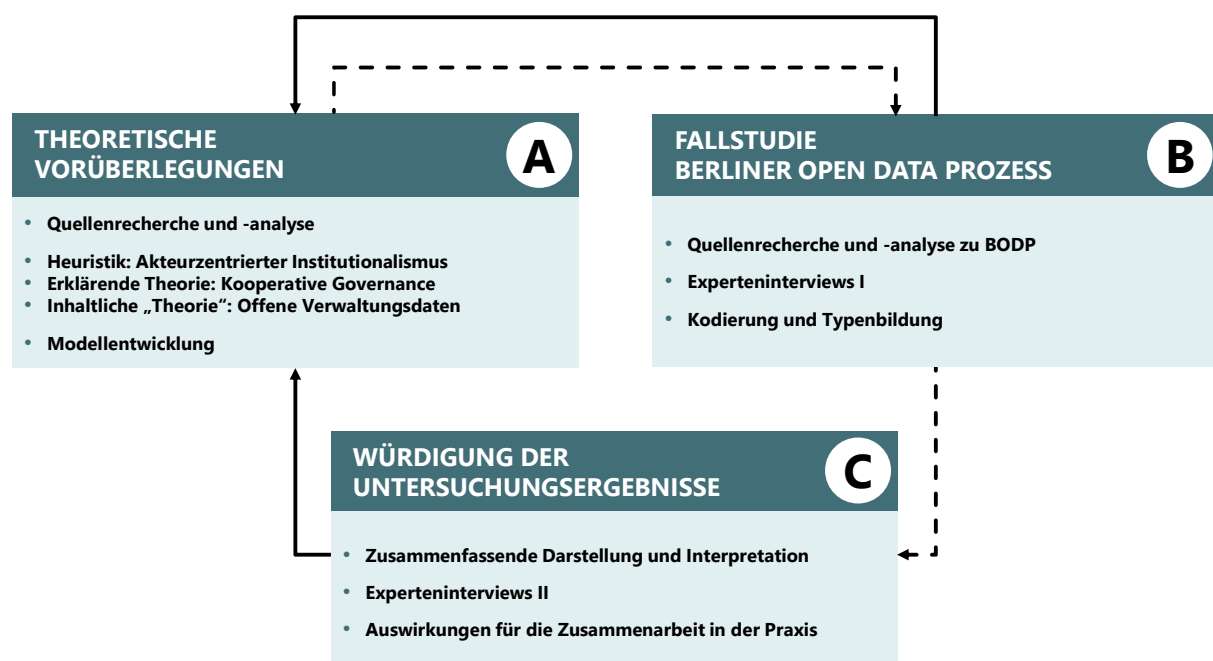 THEORETISCHE
VORÜBERLEGUNGEN
A
• Quellenrecherche und -analyse
• Heuristik: Akteurzentrierter Institutionalismus
• Erklärende Theorie: Kooperative Governance
• Inhaltliche „Theorie“: Offene Verwaltungsdaten
• Modellentwicklung
FALLSTUDIE
BERLINER OPEN DATA PROZESS
B
• Quellenrecherche und -analyse zu BODP
• Experteninterviews I
• Kodierung und Typenbildung
WÜRDIGUNG DER
UNTERSUCHUNGSERGEBNISSE
C
• Zusammenfassende Darstellung und Interpretation
• Experteninterviews II
• Auswirkungen für die Zusammenarbeit in der Praxis